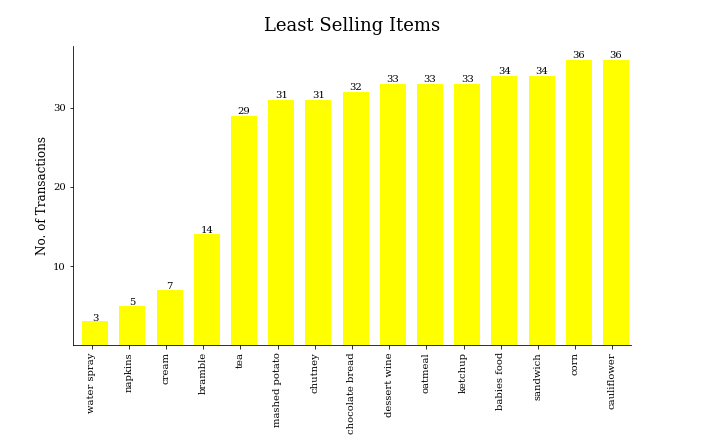 Least Selling Items
No. of Transactions
30
20
10
3
5
7
14
29
31
31
32
33
33
33
34
34
36
36
water spray
napkins
cream
bramble
tea
mashed potato
chutney
chocolate bread
dessert wine
oatmeal
ketchup
babies food
sandwich
corn
cauliflower